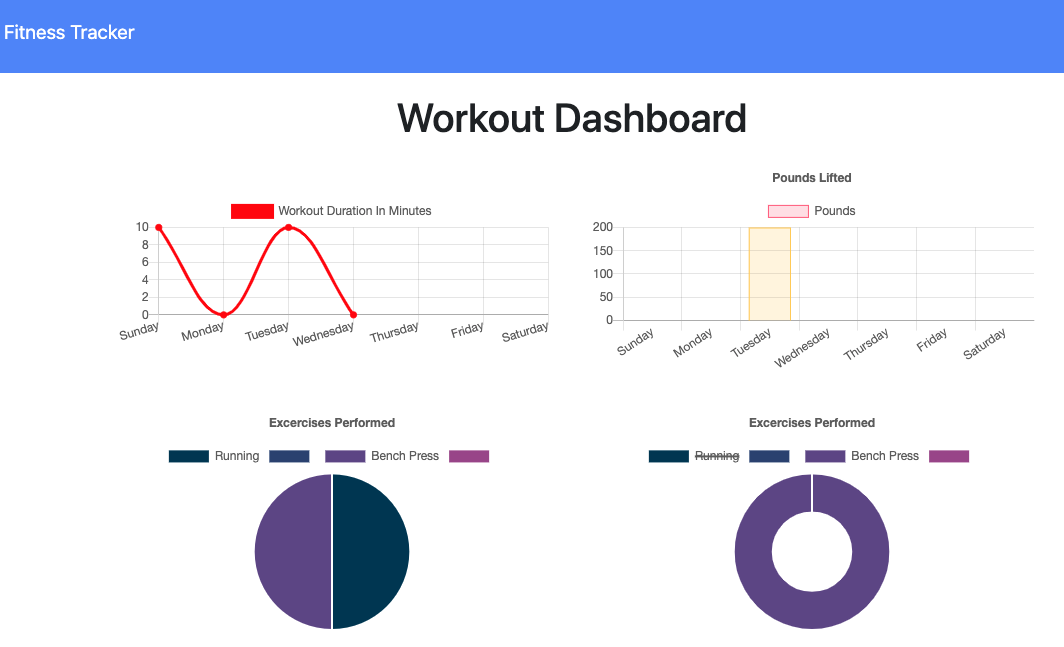 Fitness Tracker
Workout Dashboard
Workout Duration In Minutes
10
8
6
4
2
0
Sunday Monday Tuesday Wednesday Thursday Friday Saturday
Pounds Lifted
Pounds
200
150
100
50
0
Sunday Monday Tuesday Wednesday Thursday Friday Saturday
Excercises Performed
Running Bench Press
Excercises Performed
Running Bench Press